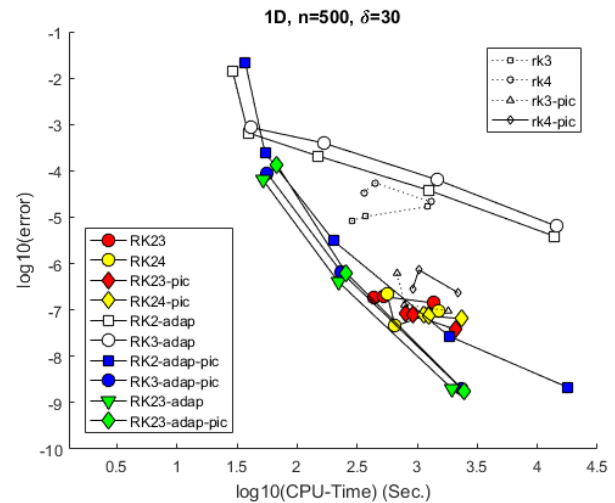 1D, n=500, δ=30
-1
-2
-3
-4
-5
-6
-7
-8
-9
-10
log10(error)
rk3
rk4
rk3-pic
rk4-pic
RK23
RK24
RK23-pic
RK24-pic
RK2-adap
RK3-adap
RK2-adap-pic
RK3-adap-pic
RK23-adap
RK23-adap-pic
0.5 1 1.5 2 2.5 3 3.5 4 4.5
log10(CPU-Time) (Sec.)